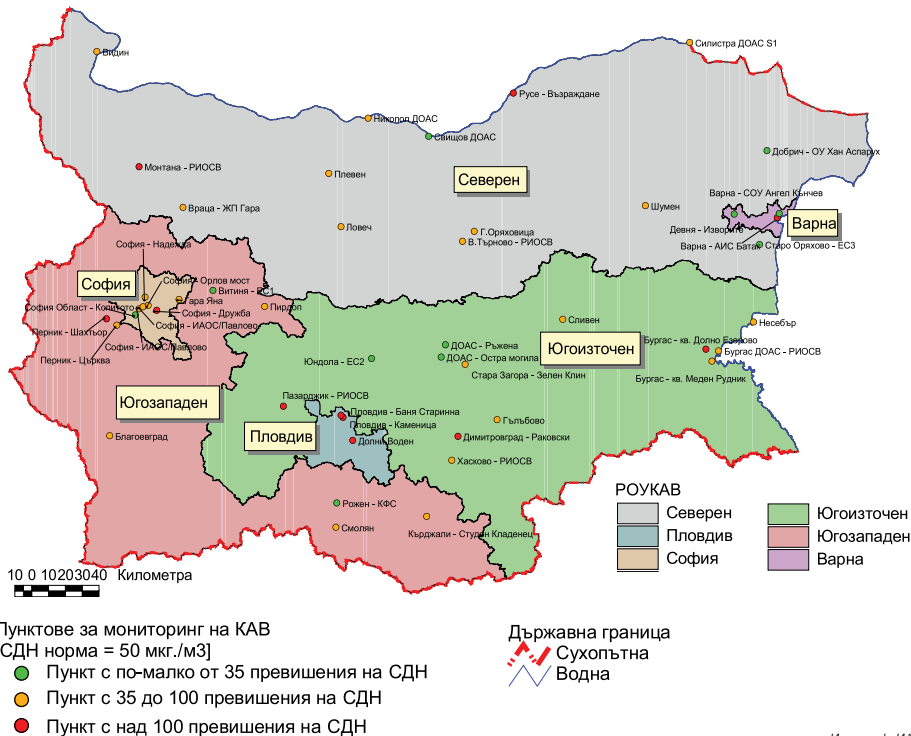 Силистра ДОАС S1
Видин
Русе - Възраждане
Никопол ДОАС
Свищов ДОАС
Добрич - ОУ Хан Аспарух
Монтана - РИОСВ
Плевен
Северен
Варна - СОУ Ангел Кънчев
Враца - ЖП Гара
Шумен
Ловеч
Г.Оряховица
В.Търново - РИОСВ
Девня - Изворите
Варна
Варна - АИС Батак
Старо Оряхово - ЕС3
София - Надежда
София
София - Орлов мост
Витиня - ЕС1
Гара Яна
София Област - Копитото
София - Дружба
Пирдоп
Перник - Шахтьор
София - ИАОС/Павлово
София - ИАОС/Павлово
Перник - Църква
Сливен
Несебър
Бургас - кв. Долно Езерово
Бургас ДОАС - РИОСВ
Бургас - кв. Меден Рудник
ДОАС - Ръжена
Югоизточен
Юндола - ЕС2
ДОАС - Остра могила
Стара Загора - Зелен Клин
Югозападен
Пазарджик - РИОСВ
Пловдив - Баня Старинна
Пловдив - Каменица
Гълъбово
Благоевград
Пловдив
Долни Воден
Димитровград - Раковски
Хасково - РИОСВ
Рожен - КФС
Смолян
Кърджали - Студен Кладенец
РОУКАВ
Северен
Югоизточен
Пловдив
Югозападен
София
Варна
10 0 10203040 Километра
Пунктове за мониторинг на КАВ
СДН норма = 50 мкг./м3]
Пункт с по-малко от 35 превишения на СДН
Пункт с 35 до 100 превишения на СДН
Пункт с над 100 превишения на СДН
Държавна граница
Сухопътна
Водна